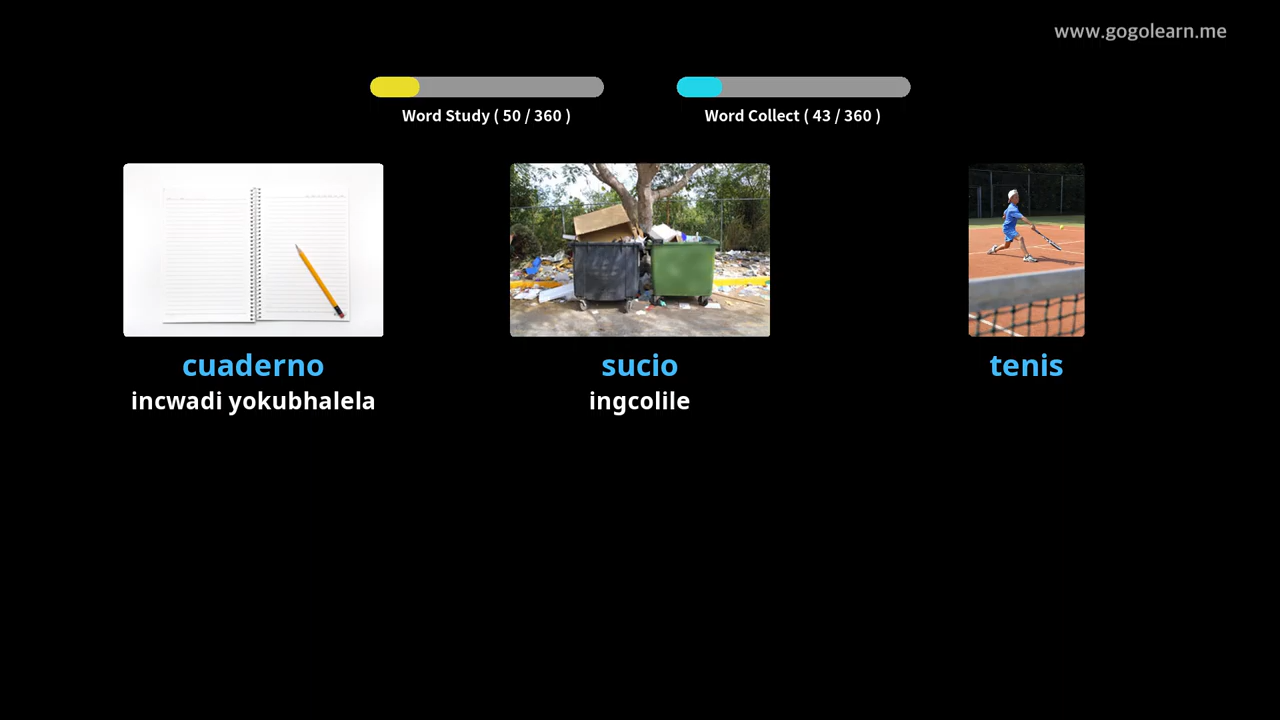 www.gogolearn.me
Word Study ( 50 / 360 )
Word Collect ( 43 / 360 )
cuaderno
incwadi yokubhalela
sucio
ingcolile
tenis